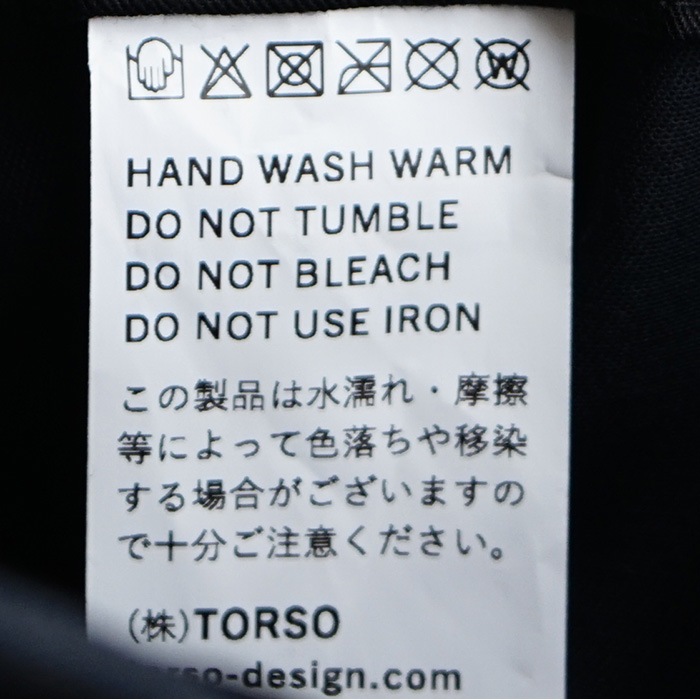 HAND WASH WARM
DO NOT TUMBLE
DO NOT BLEACH
DO NOT USE IRON
この製品は水濡れ・摩擦
等によって色落ちや移染
する場合がございますの
で十分ご注意ください。
(株)TORSO
torso-design.com